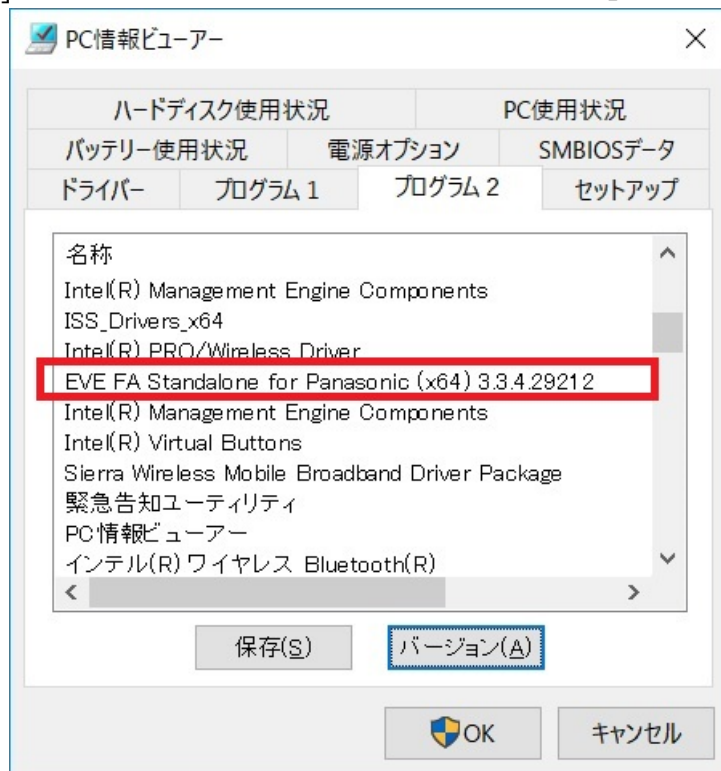 PC情報ビューアー
ハードディスク使用状況 PC使用状況
バッテリー使用状況 電源オプション SMBIOSデータ
ドライバー プログラム 1 プログラム 2 セットアップ
名称
Intel(R) Management Engine Components
ISS_Drivers_x64
Intel(R) PRO/Wireless Driver
EVE FA Standalone for Panasonic (x64) 3.3.4.29212
Intel(R) Management Engine Components
Intel(R) Virtual Buttons
Sierra Wireless Mobile Broadband Driver Package
緊急告知ユーティリティ
PC情報ビューアー
インテル(R) ワイヤレス Bluetooth(R)
保存(S) バージョン(A)
OK キャンセル